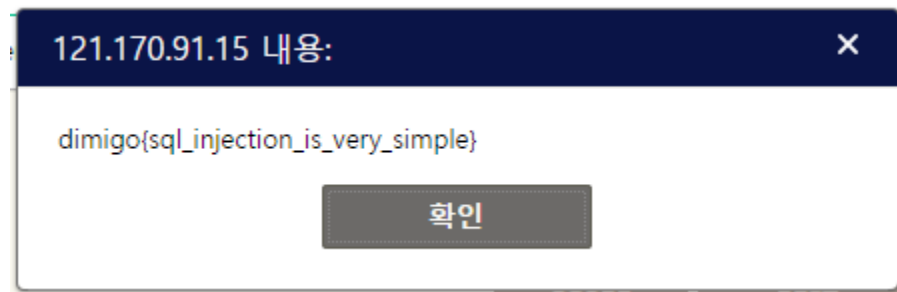 121.170.91.15 내용:
dimigo{sql_injection_is_very_simple}
확인